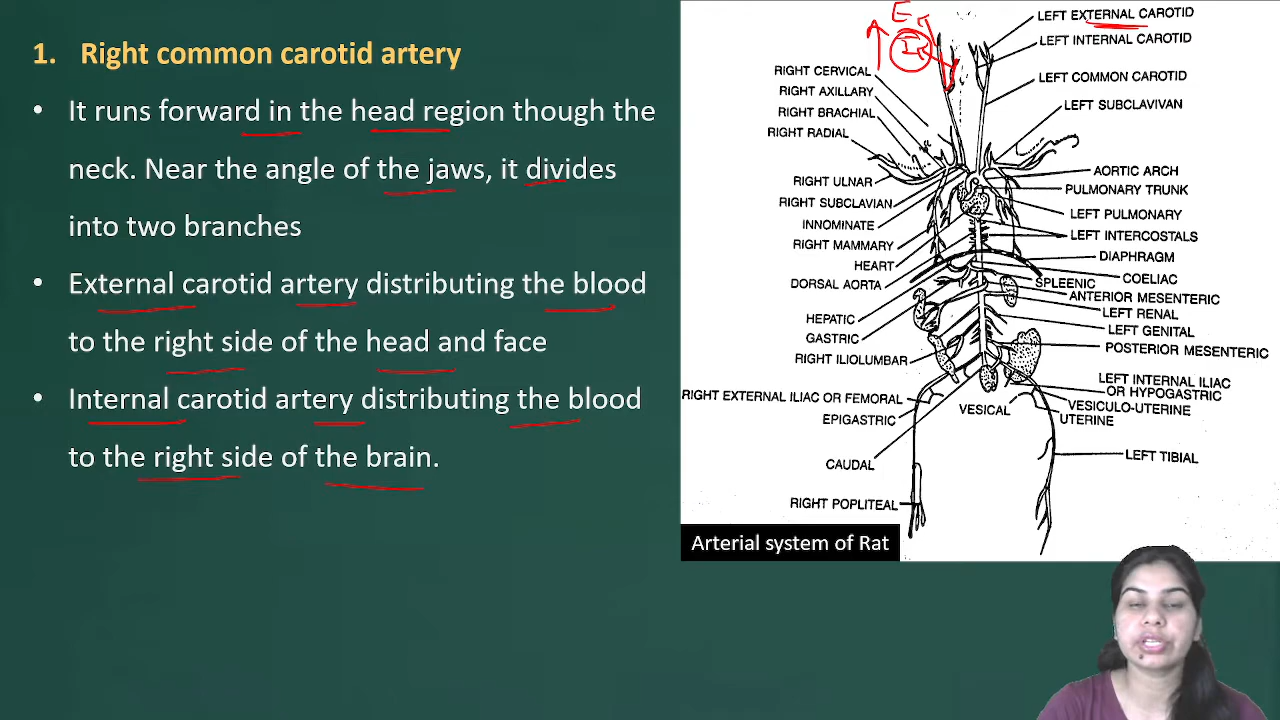 1. Right common carotid artery
• It runs forward in the head region though the
neck. Near the angle of the jaws, it divides
into two branches
• External carotid artery distributing the blood
to the right side of the head and face
• Internal carotid artery distributing the blood
to the right side of the brain.
E
LEFT EXTERNAL CAROTID
LEFT INTERNAL CAROTID
RIGHT CERVICAL
LEFT COMMON CAROTID
RIGHT AXILLARY
RIGHT BRACHIAL
LEFT SUBCLAVIVAN
RIGHT RADIAL
AORTIC ARCH
RIGHT ULNAR
PULMONARY TRUNK
RIGHT SUBCLAVIAN
LEFT PULMONARY
INNOMINATE
LEFT INTERCOSTALS
RIGHT MAMMARY
DIAPHRAGM
HEART
COELIAC
DORSAL AORTA
SPLEENIC
ANTERIOR MESENTERIC
HEPATIC
LEFT RENAL
GASTRIC
LEFT GENITAL
RIGHT ILIOLUMBAR
POSTERIOR MESENTERIC
LEFT INTERNAL ILIAC
OR HYPOGASTRIC
RIGHT EXTERNAL ILIAC OR FEMORAL
VESICAL
VESICULO-UTERINE
EPIGASTRIC
UTERINE
CAUDAL
LEFT TIBIAL
RIGHT POPLITEAL
Arterial system of Rat